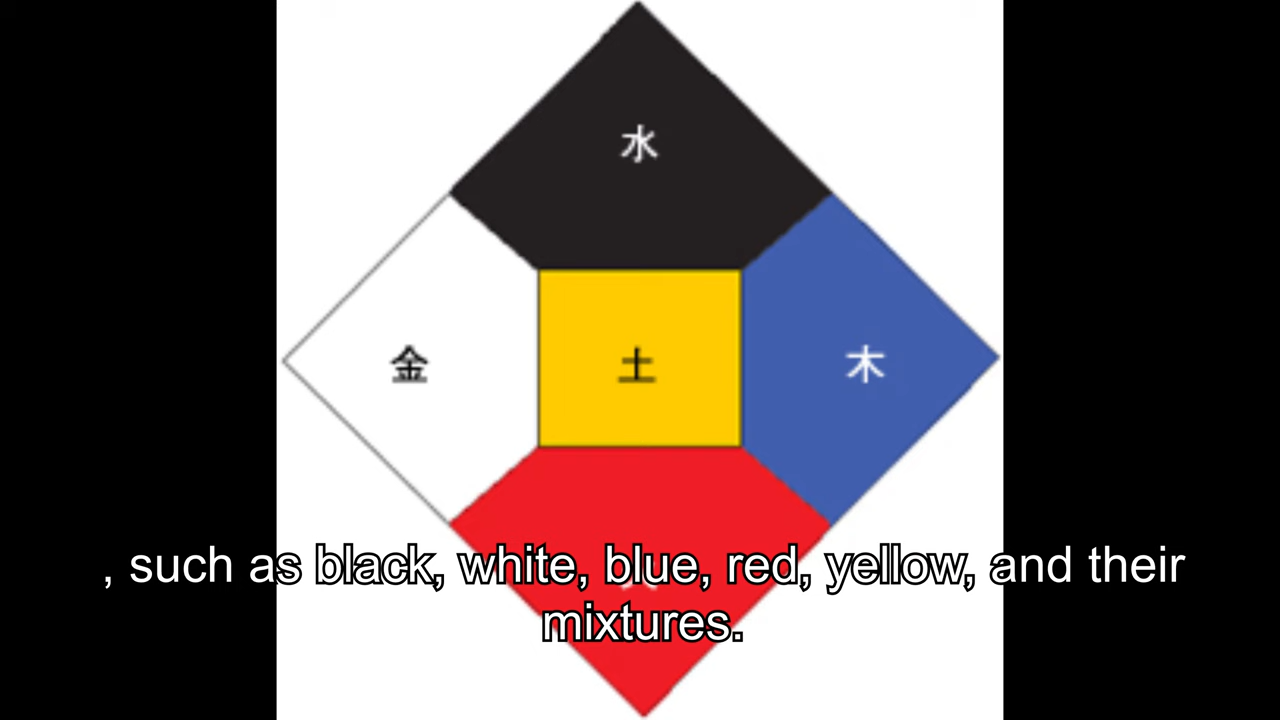 水
金
土
木
, such as black, white, blue, red, yellow, and their
mixtures.